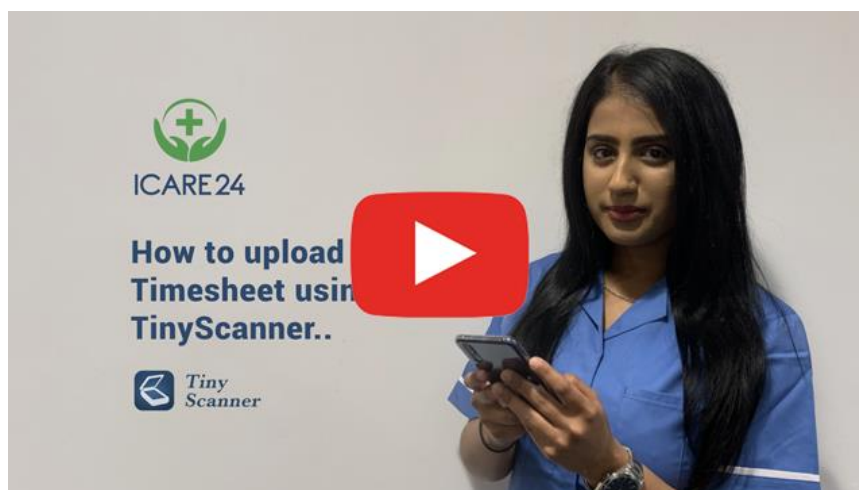 ICARE24
How to upload
Timesheet usin
TinyScanner..
Tiny
Scanner